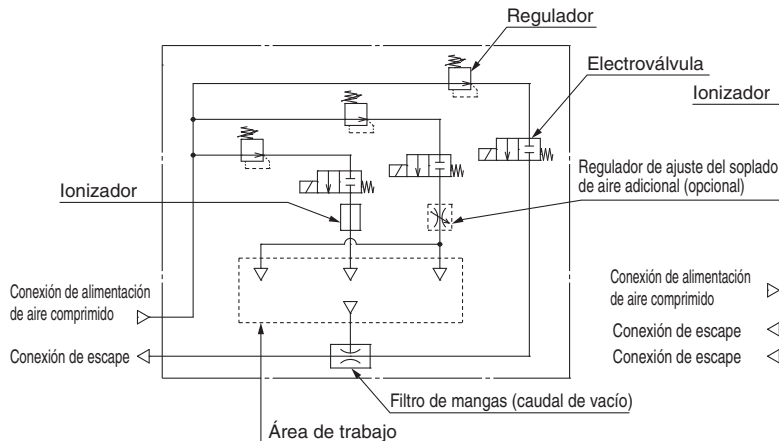 Regulador
Electroválvula
Ionizador
Regulador de ajuste del soplado
de aire adicional (opcional)
Ionizador
Conexión de alimentación
de aire comprimido
Conexión de escape
Conexión de alimentación
de aire comprimido
Conexión de escape
Conexión de escape
Filtro de mangas (caudal de vacío)
Área de trabajo